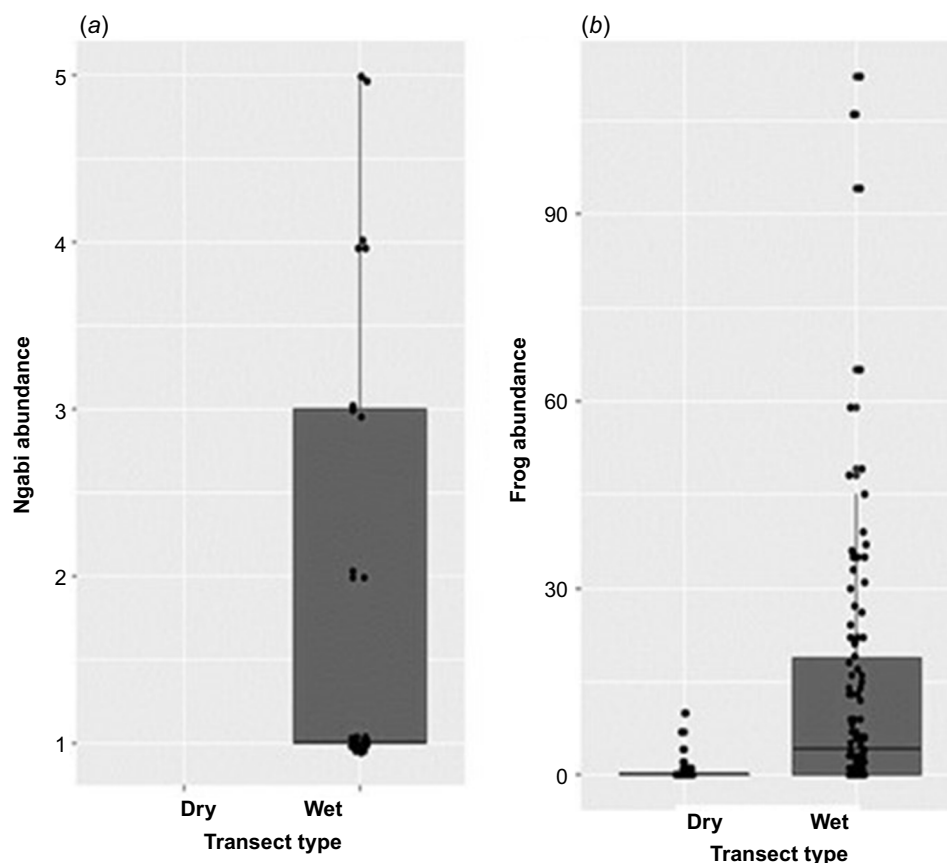 (a)
Ngabi abundance
5
4
3
2
1
Dry Wet
Transect type
(b)
Frog abundance
90
60
30
0
Dry Wet
Transect type